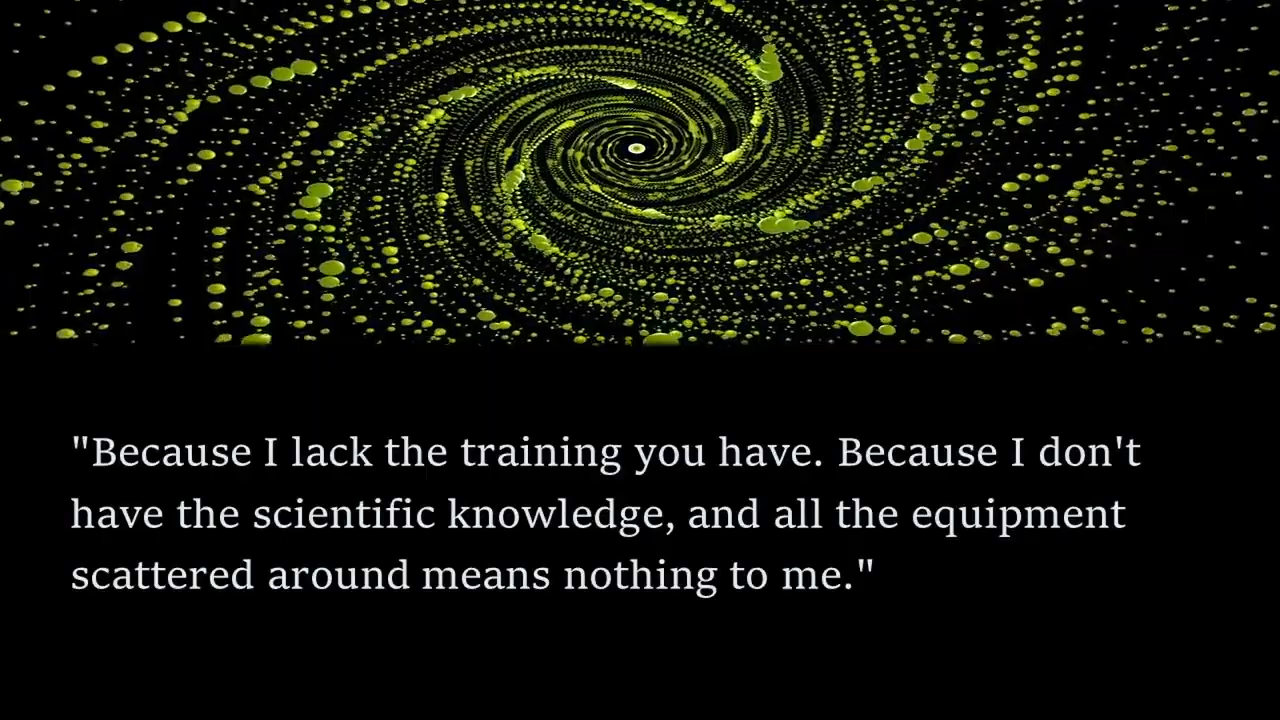 "Because I lack the training you have. Because I don't
have the scientific knowledge, and all the equipment
scattered around means nothing to me."